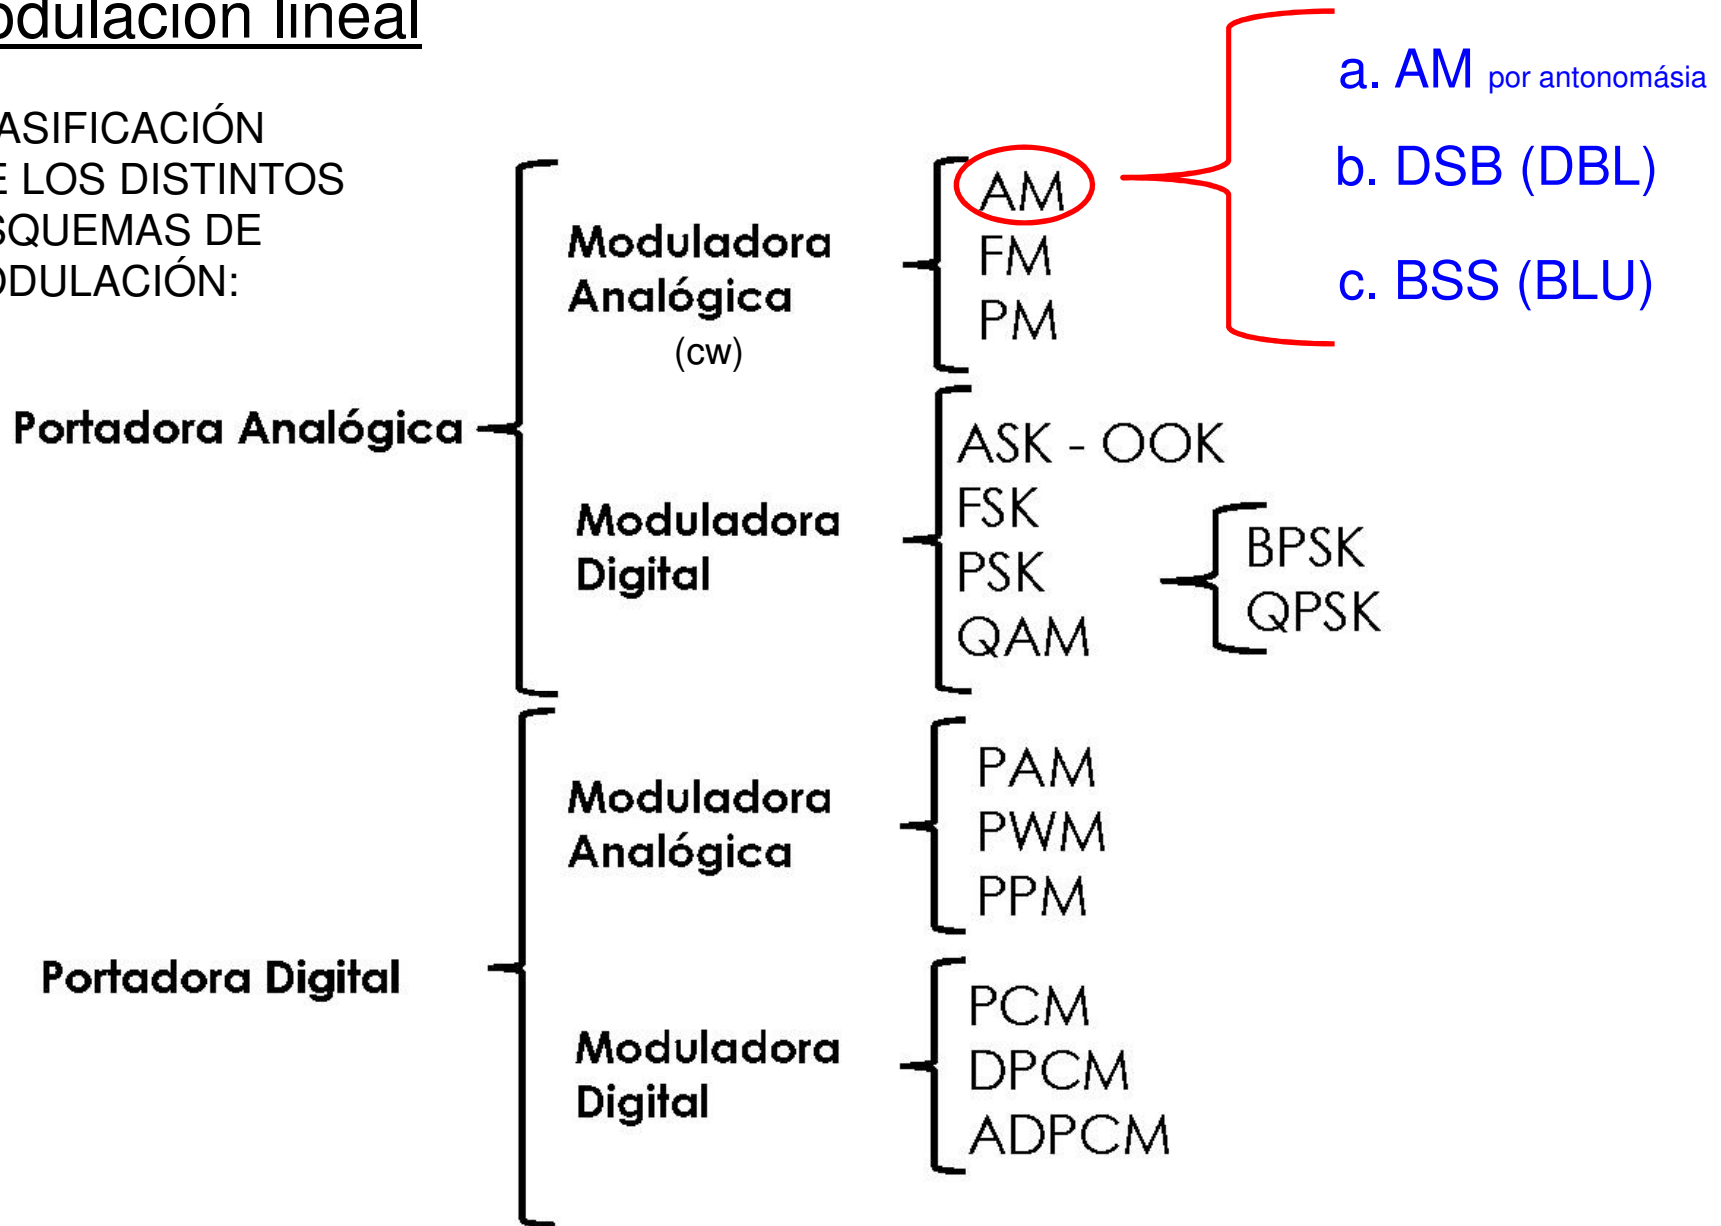 odulación lineal
ASIFICACIÓN
E LOS DISTINTOS
SQUEMAS DE
ODULACIÓN:
a. AM por antonomásia
b. DSB (DBL)
c. BSS (BLU)
Portadora Analógica
Moduladora
Analógica
(cw)
AM
FM
PM
Moduladora
Digital
ASK - OOK
FSK
PSK
QAM
BPSK
QPSK
Portadora Digital
Moduladora
Analógica
PAM
PWM
PPM
Moduladora
Digital
PCM
DPCM
ADPCM